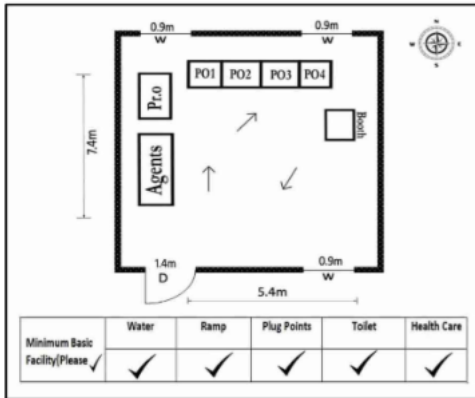 0.9m
W
0.9m
W
N
W
E
S
PO1 PO2 PO3 PO4
Pr.o
Agents
Booth
7.4m
1.4m
D
0.9m
W
5.4m
Water Ramp Plug Points Toilet Health Care
Minimum Basic
Facility(Please ✓ ✓ ✓ ✓ ✓ ✓